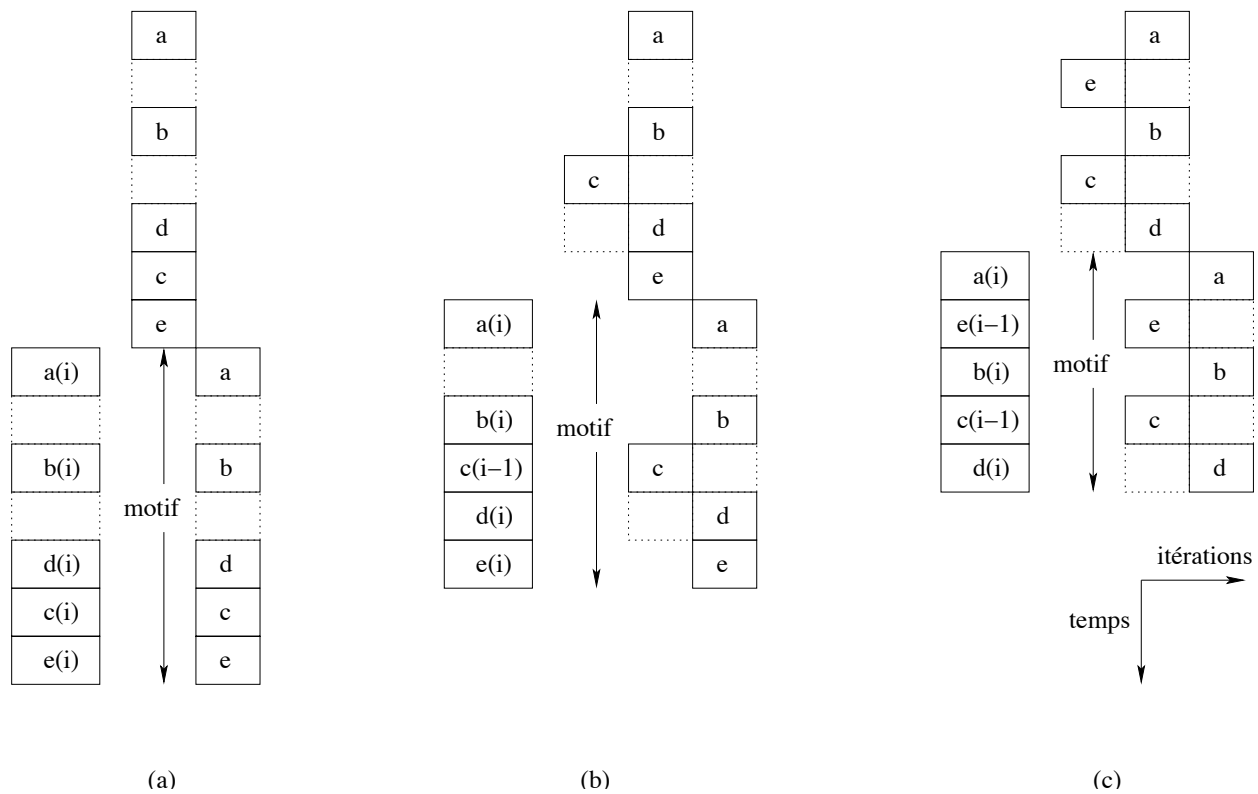 a
b
d
c
e
a(i)
b(i)
d(i)
c(i)
e(i)
motif
a
b
d
c
e
(a)
a
b
c
d
e
a(i)
b(i)
c(i–1)
d(i)
e(i)
motif
a
b
c
d
e
(b)
a
e
b
c
d
a(i)
e(i–1)
b(i)
c(i–1)
d(i)
motif
a
e
b
c
d
itérations
temps
(c)